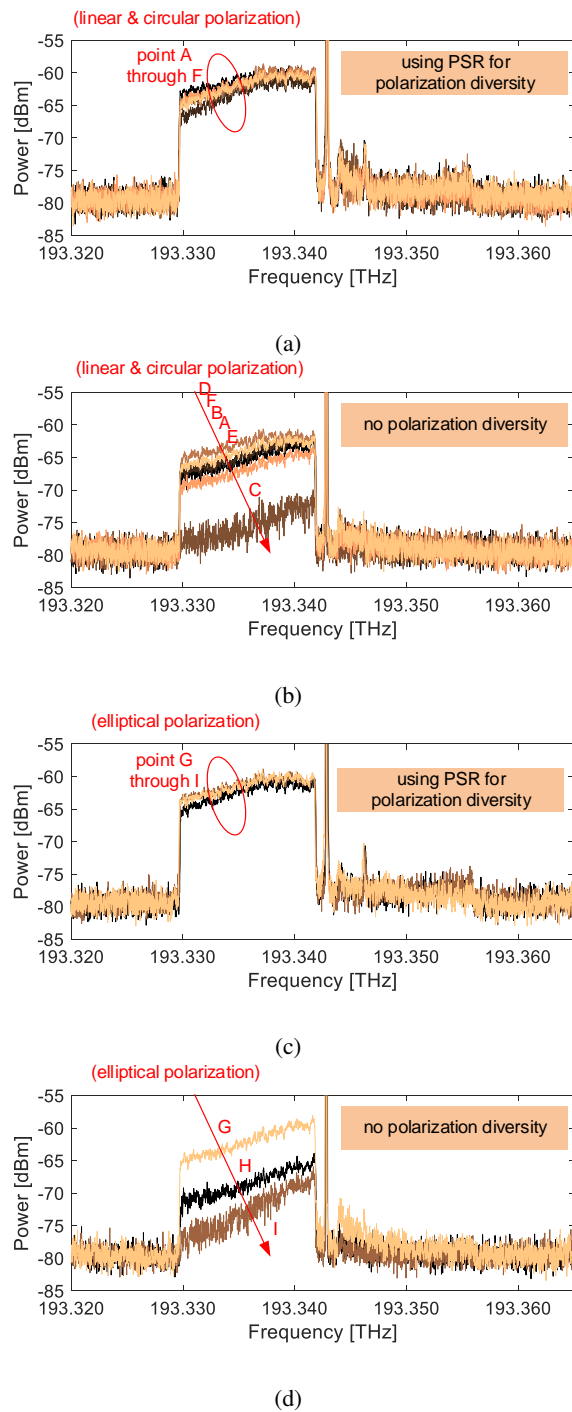 (linear & circular polarization)
point A
through F
using PSR for
polarization diversity
Power [dBm]
-55
-60
-65
-70
-75
-80
-85
193.320 193.330 193.340 193.350 193.360
Frequency [THz]
(a)
(linear & circular polarization)
D
F
B
A
E
C
no polarization diversity
Power [dBm]
-55
-60
-65
-70
-75
-80
-85
193.320 193.330 193.340 193.350 193.360
Frequency [THz]
(b)
(elliptical polarization)
point G
through I
using PSR for
polarization diversity
Power [dBm]
-55
-60
-65
-70
-75
-80
-85
193.320 193.330 193.340 193.350 193.360
Frequency [THz]
(c)
(elliptical polarization)
G
H
I
no polarization diversity
Power [dBm]
-55
-60
-65
-70
-75
-80
-85
193.320 193.330 193.340 193.350 193.360
Frequency [THz]
(d)